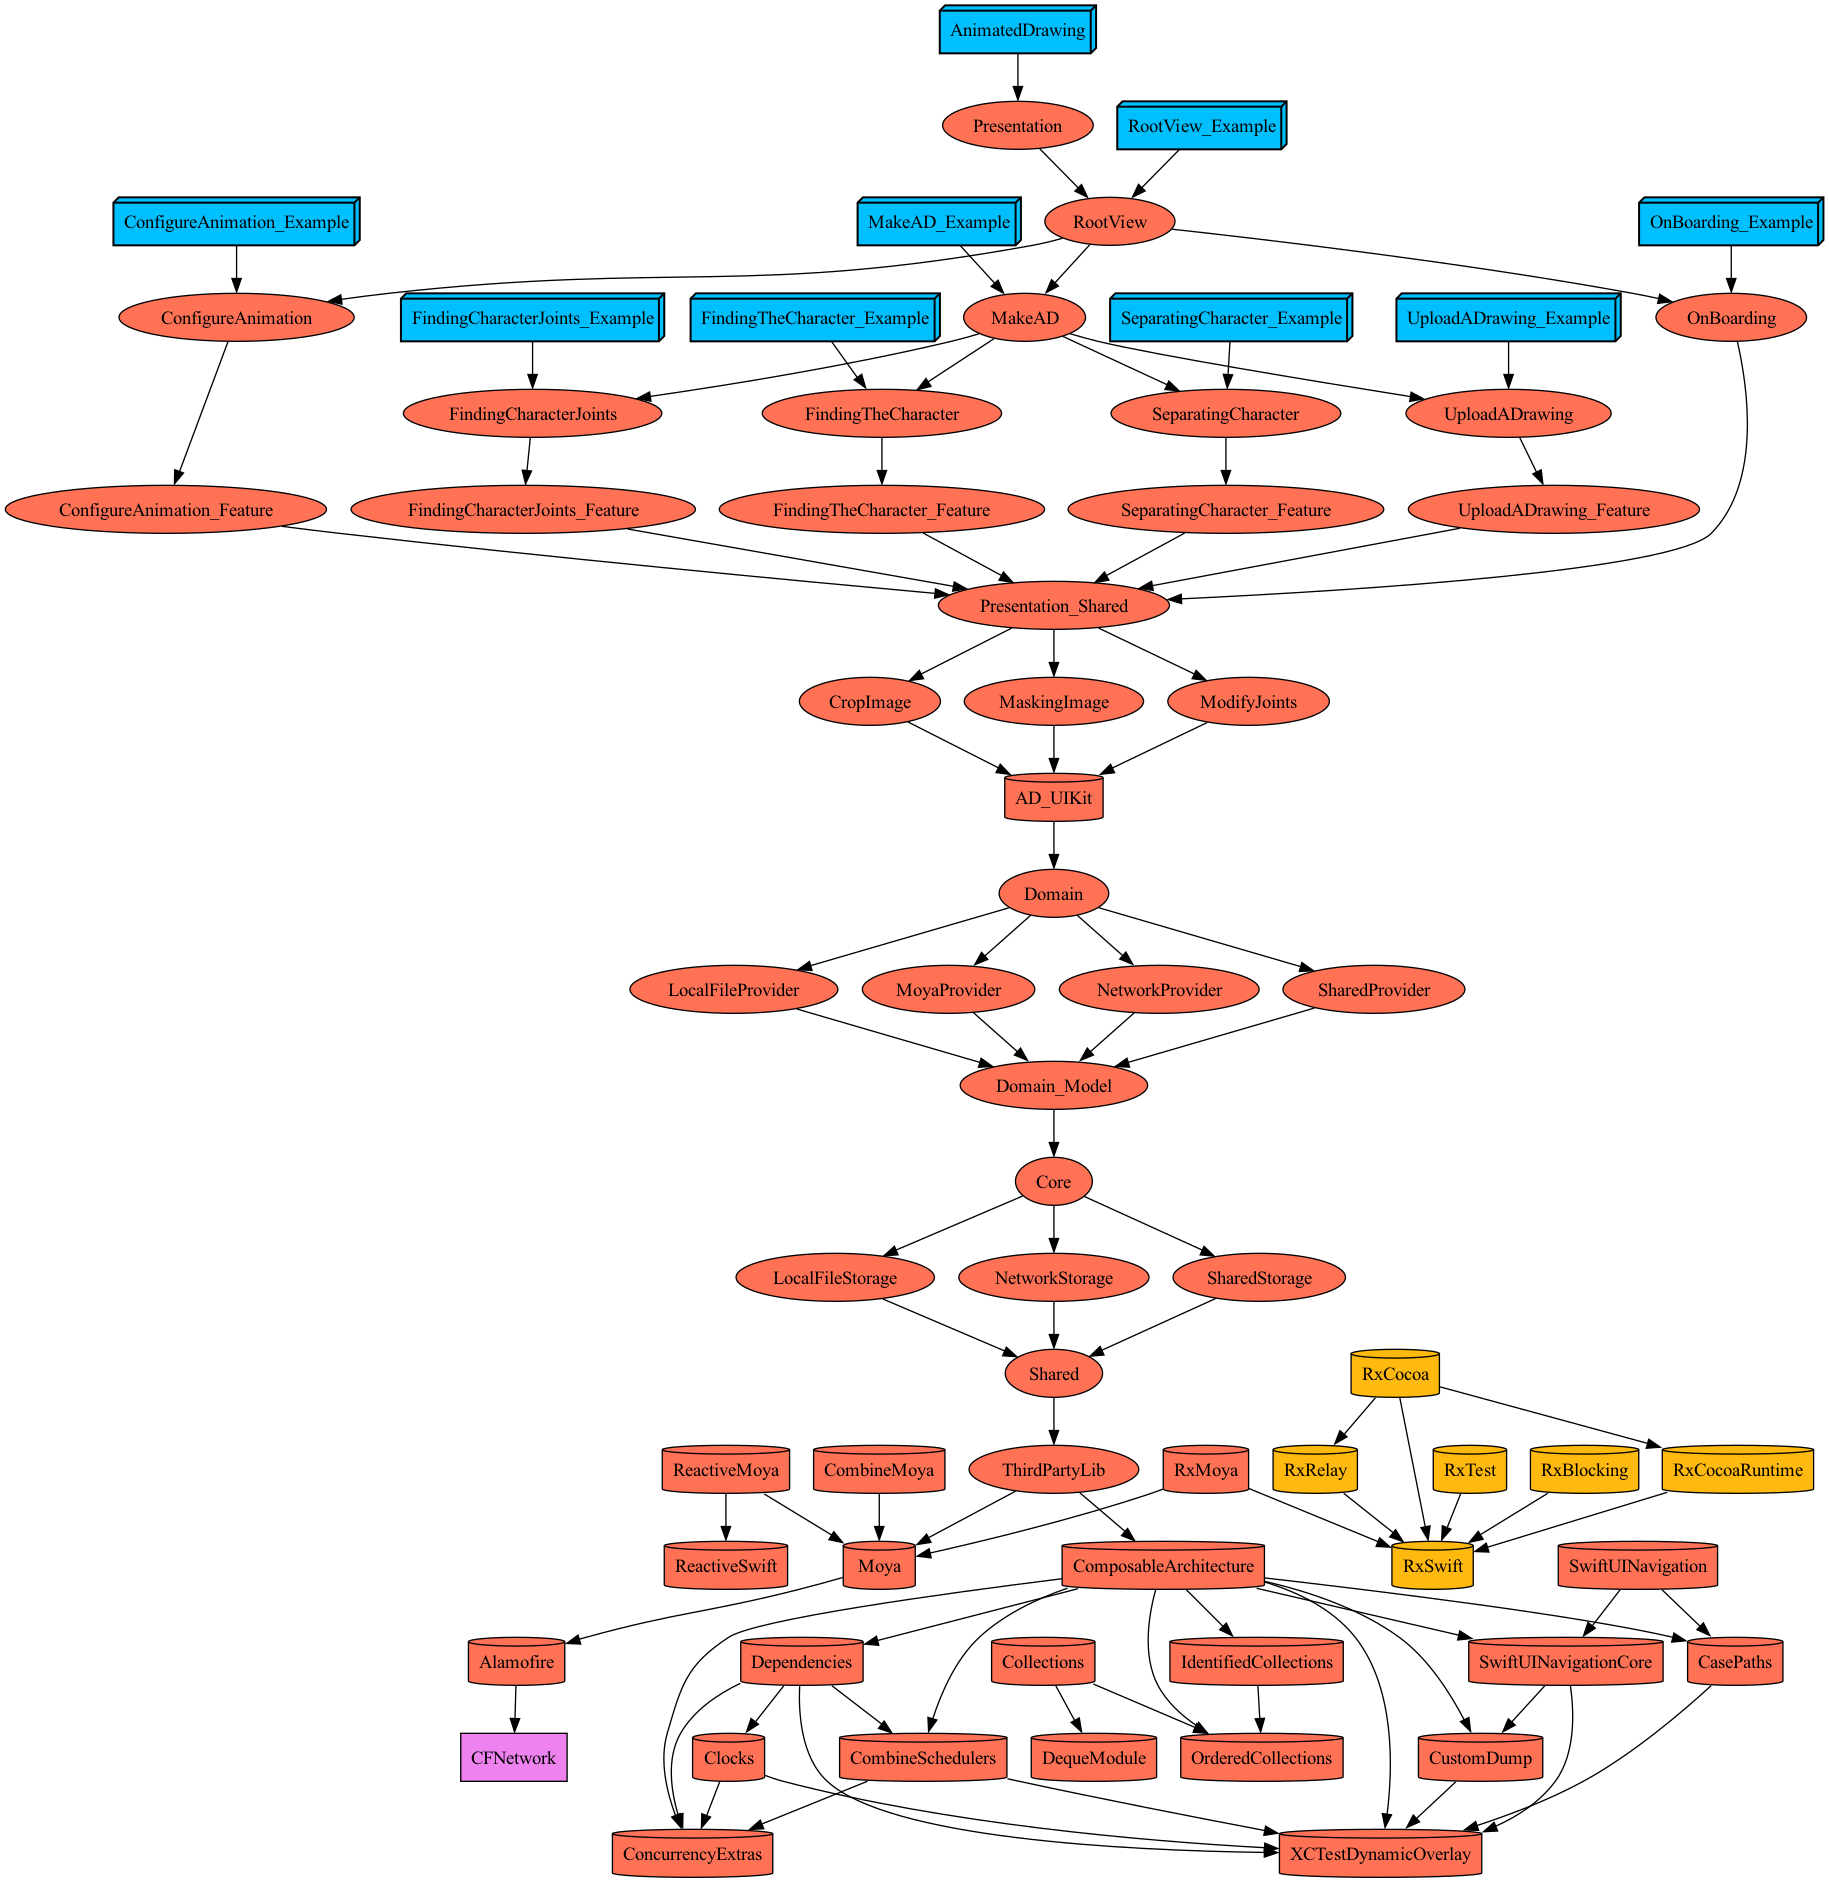 AnimatedDrawing
Presentation
RootView_Example
ConfigureAnimation_Example
MakeAD_Example
RootView
OnBoarding_Example
ConfigureAnimation
FindingCharacterJoints_Example
FindingTheCharacter_Example
MakeAD
SeparatingCharacter_Example
UploadADrawing_Example
OnBoarding
FindingCharacterJoints
FindingTheCharacter
SeparatingCharacter
UploadADrawing
ConfigureAnimation_Feature
FindingCharacterJoints_Feature
FindingTheCharacter_Feature
SeparatingCharacter_Feature
UploadADrawing_Feature
Presentation_Shared
CropImage
MaskingImage
ModifyJoints
AD_UIKit
Domain
LocalFileProvider
MoyaProvider
NetworkProvider
SharedProvider
Domain_Model
Core
LocalFileStorage
NetworkStorage
SharedStorage
Shared
RxCocoa
ReactiveMoya
CombineMoya
ThirdPartyLib
RxMoya
RxRelay
RxTest
RxBlocking
RxCocoaRuntime
ReactiveSwift
Moya
ComposableArchitecture
RxSwift
SwiftUINavigation
Alamofire
Dependencies
Collections
IdentifiedCollections
SwiftUINavigationCore
CasePaths
CFNetwork
Clocks
CombineSchedulers
DequeModule
OrderedCollections
CustomDump
ConcurrencyExtras
XCTestDynamicOverlay